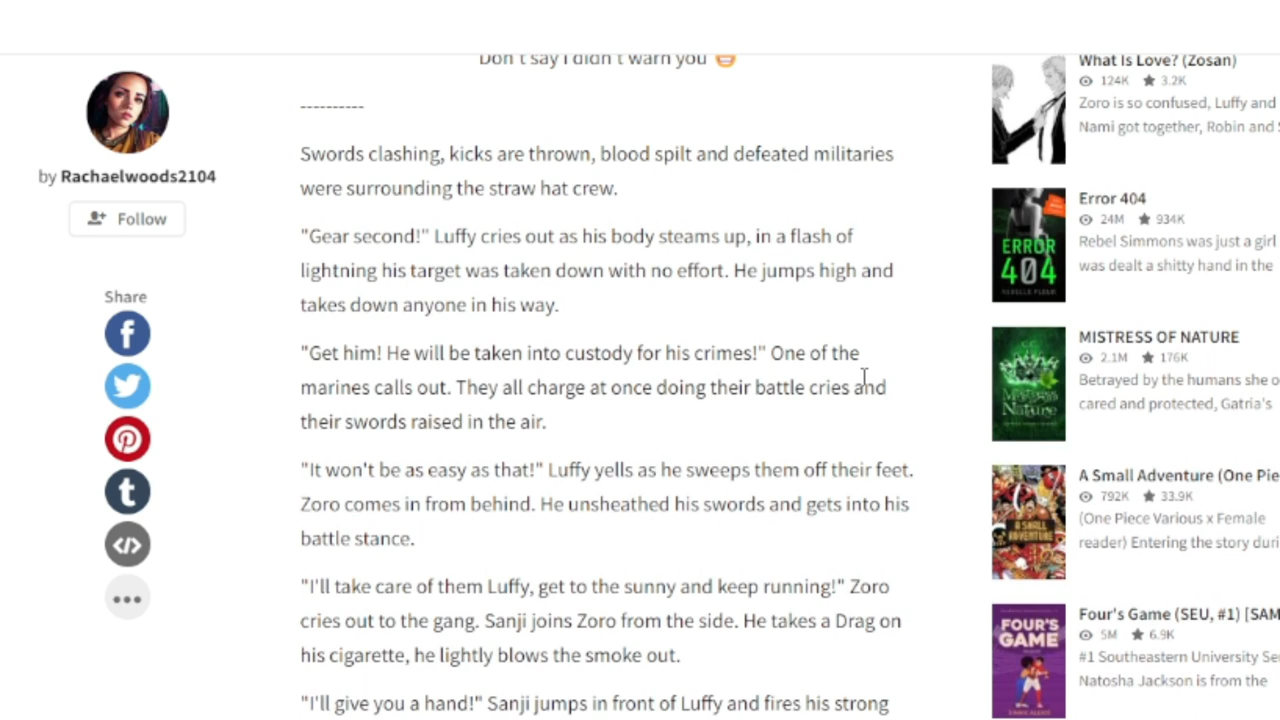 Don't say I didn't warn you
----------
by Rachaelwoods2104
Follow
Share
Swords clashing, kicks are thrown, blood spilt and defeated militaries
were surrounding the straw hat crew.
"Gear second!" Luffy cries out as his body steams up, in a flash of
lightning his target was taken down with no effort. He jumps high and
takes down anyone in his way.
"Get him! He will be taken into custody for his crimes!" One of the
marines calls out. They all charge at once doing their battle cries and
their swords raised in the air.
"It won't be as easy as that!" Luffy yells as he sweeps them off their feet.
Zoro comes in from behind. He unsheathed his swords and gets into his
battle stance.
"I'll take care of them Luffy, get to the sunny and keep running!" Zoro
cries out to the gang. Sanji joins Zoro from the side. He takes a Drag on
his cigarette, he lightly blows the smoke out.
"I'll give you a hand!" Sanji jumps in front of Luffy and fires his strong
What Is Love? (Zosan)
124K 3.2K
Zoro is so confused, Luffy and
Nami got together, Robin and
ERROR
404
Error 404
24M 934K
Rebel Simmons was just a girl
was dealt a shitty hand in the
Mistress of
Nature
MISTRESS OF NATURE
2.1M 176K
Betrayed by the humans she
cared and protected, Gatria's
A SMALL
ADVENTURE
A Small Adventure (One Pie
792K 33.9K
(One Piece Various x Female
reader) Entering the story duri
FOUR'S
GAME
Four's Game (SEU, #1) [SAM
5M 6.9K
#1 Southeastern University Se
Natosha Jackson is from the